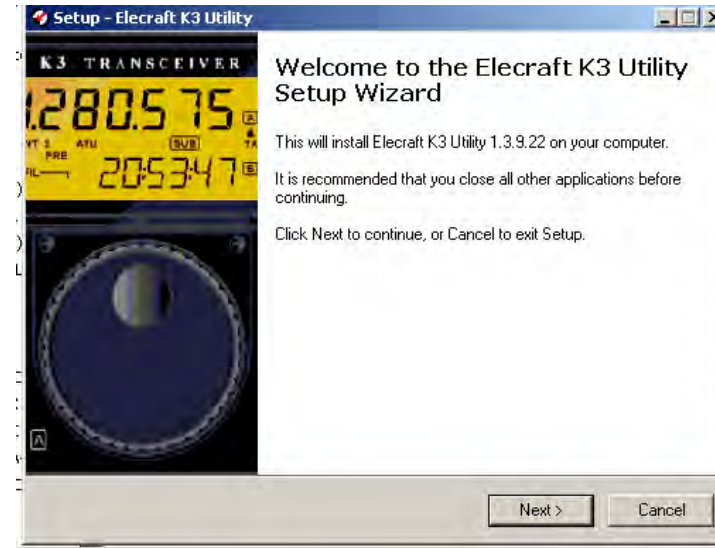 Setup - Elecraft K3 Utility
K3 TRANSCEIVER
.280.575
ATU
SUB
PRE
20:53:47
A
Welcome to the Elecraft K3 Utility
Setup Wizard
This will install Elecraft K3 Utility 1.3.9.22 on your computer.
It is recommended that you close all other applications before
continuing.
Click Next to continue, or Cancel to exit Setup.
Next >
Cancel